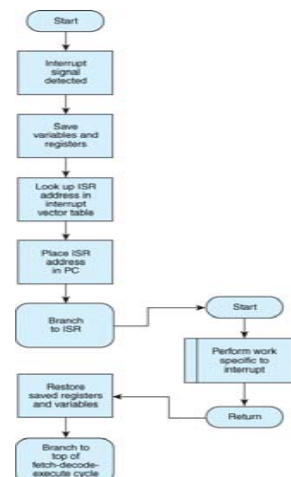 Start
Interrupt
signal
detected
Save
variables and
registers
Look up ISR
address in
interrupt
vector table
Place ISR
address
in PC
Branch
to ISR
Start
Perform work
specific to
interrupt
Return
Restore
saved registers
and variables
Branch to
top of
fetch-decode-
execute cycle